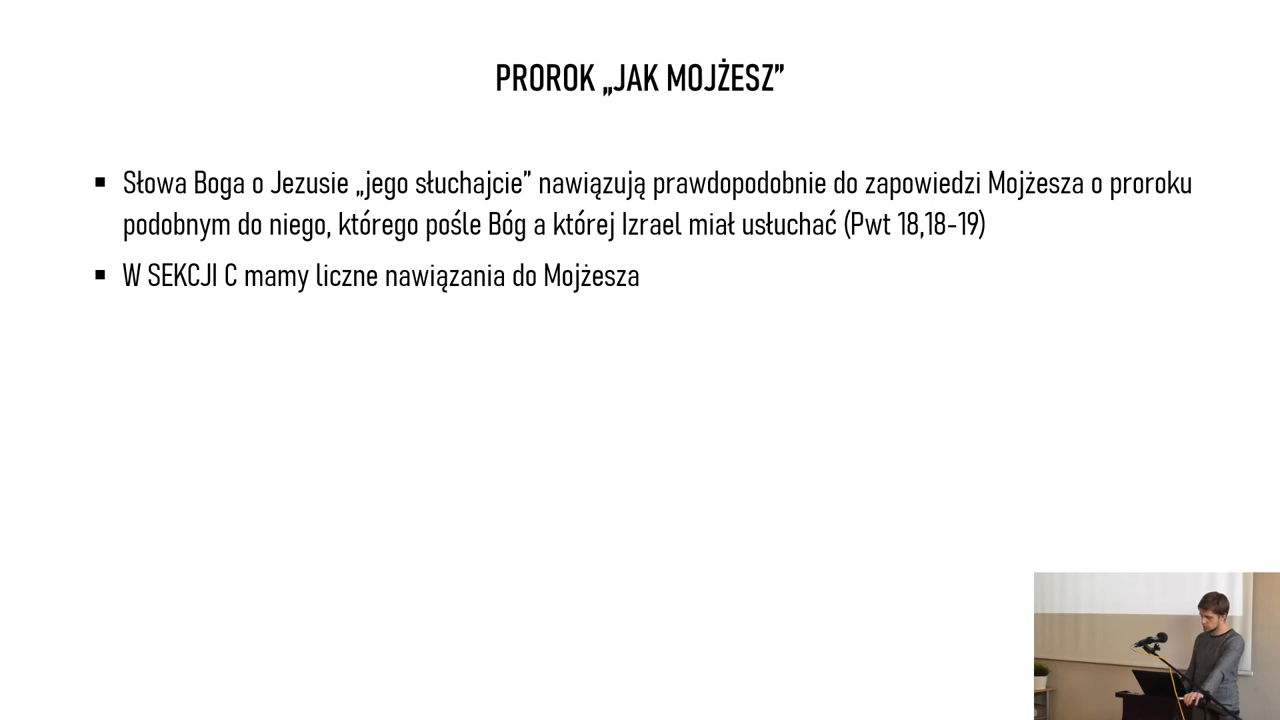 PROROK „JAK MOJŻESZ”
▪ Słowa Boga o Jezusie „jego słuchajcie” nawiązują prawdopodobnie do zapowiedzi Mojżesza o proroku
podobnym do niego, którego pośle Bóg a której Izrael miał usłuchać (Pwt 18,18-19)
▪ W SEKCJI C mamy liczne nawiązania do Mojżesza